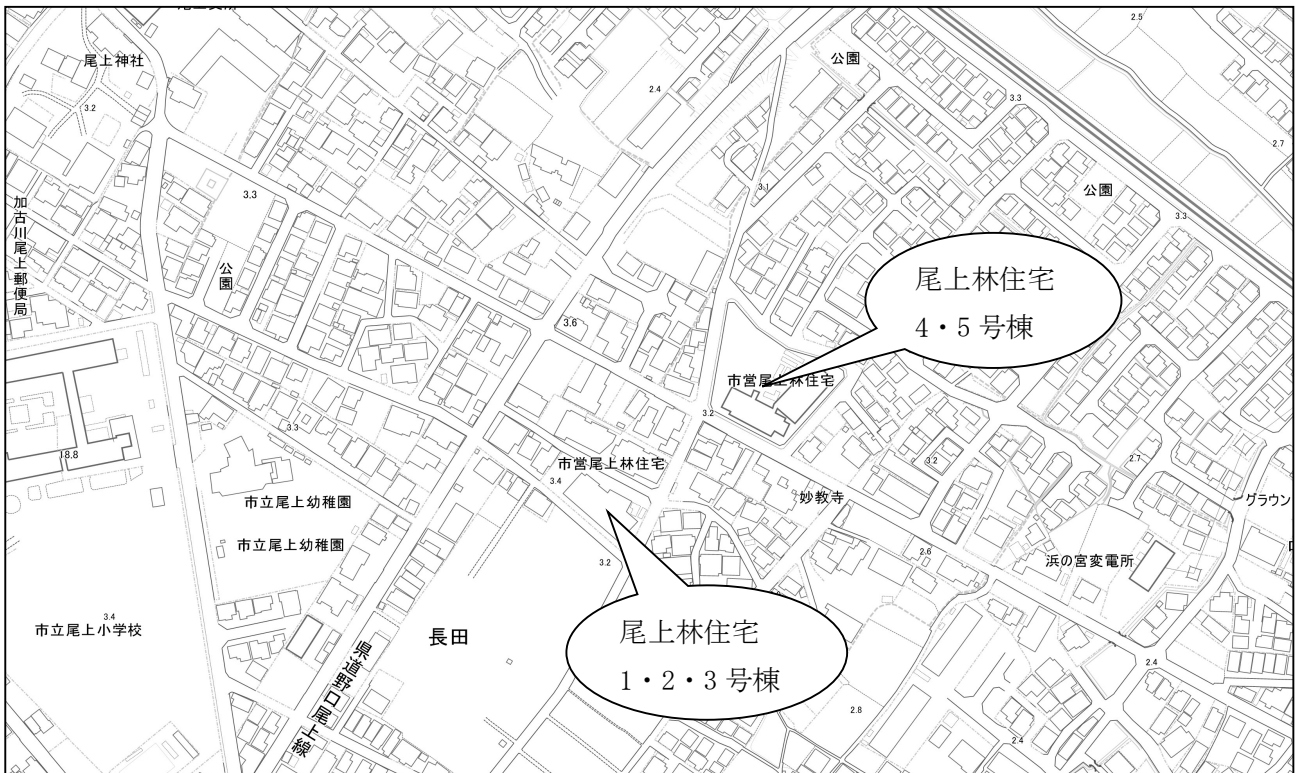 尾上神社
公園
2.5
2.4
3.3
2.7
3.2
3.1
公園
3.3
3.3
加古川尾上郵便局
公園
尾上林住宅
4・5号棟
3.6
市営尾上林住宅
3.2
3.3
18.8
市営尾上林住宅
3.4
3.2
2.7
市立尾上幼稚園
妙教寺
グラウン
市立尾上幼稚園
2.6
浜の宮変電所
3.2
3.4
市立尾上小学校
長田
尾上林住宅
1・2・3号棟
県道野口尾上線
2.4
2.8
2.4